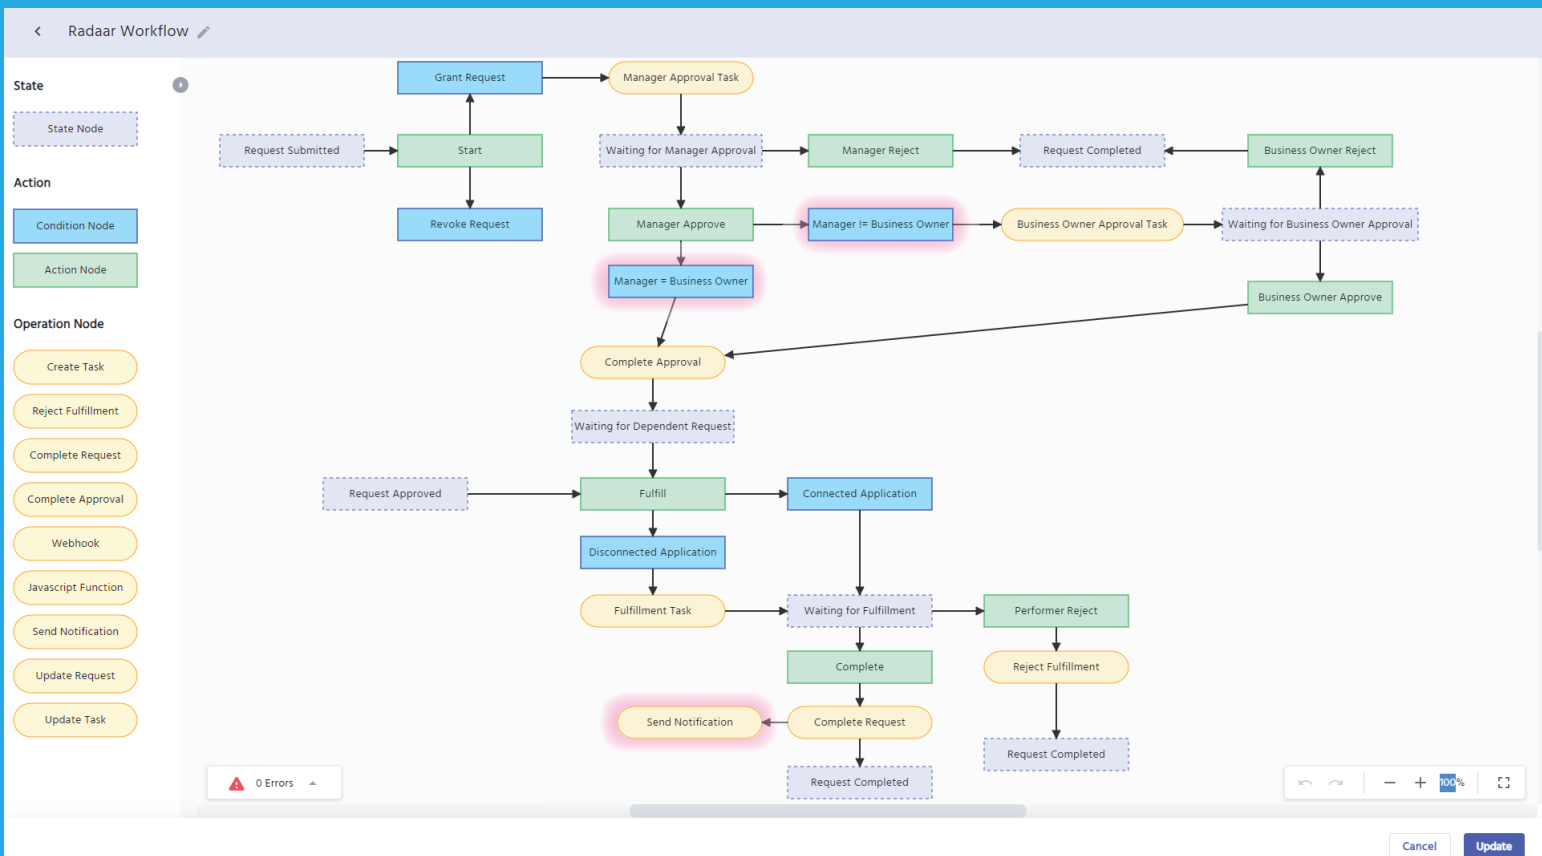 Radaar Workflow
State
State Node
Action
Condition Node
Action Node
Operation Node
Create Task
Reject Fulfillment
Complete Request
Complete Approval
Webhook
Javascript Function
Send Notification
Update Request
Update Task
Grant Request
Manager Approval Task
Request Submitted
Start
Waiting for Manager Approval
Manager Reject
Request Completed
Business Owner Reject
Revoke Request
Manager Approve
Manager != Business Owner
Business Owner Approval Task
Waiting for Business Owner Approval
Manager = Business Owner
Business Owner Approve
Complete Approval
Waiting for Dependent Request
Request Approved
Fulfill
Connected Application
Disconnected Application
Fulfillment Task
Waiting for Fulfillment
Performer Reject
Complete
Reject Fulfillment
Send Notification
Complete Request
Request Completed
Request Completed
0 Errors
100%
Cancel
Update